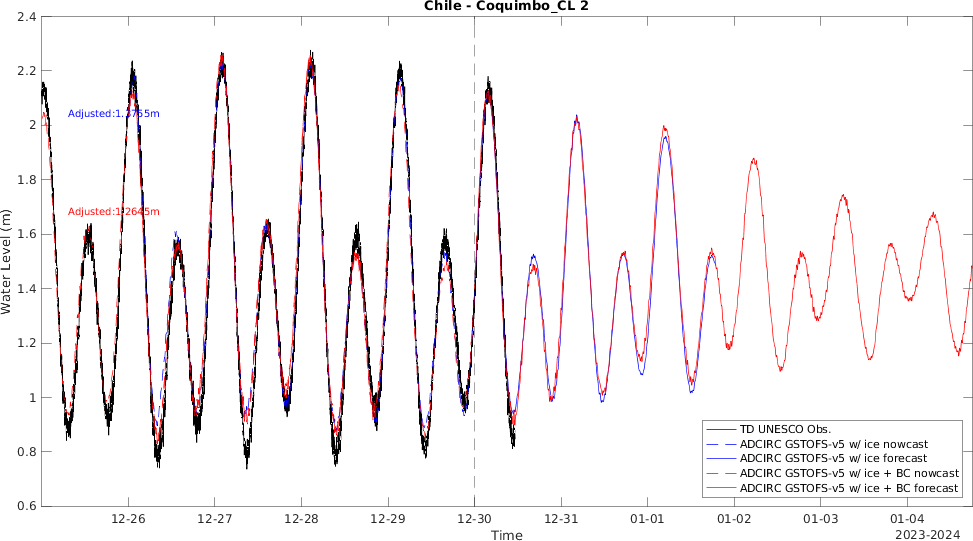 Chile - Coquimbo_CL 2
2.4
2.2
2
1.8
1.6
1.4
1.2
1
0.8
0.6
Water Level (m)
Adjusted:1.3755m
Adjusted:1.2645m
TD UNESCO Obs.
ADCIRC GSTOFS-v5 w/ ice nowcast
ADCIRC GSTOFS-v5 w/ ice forecast
ADCIRC GSTOFS-v5 w/ ice + BC nowcast
ADCIRC GSTOFS-v5 w/ ice + BC forecast
12-26 12-27 12-28 12-29 12-30 12-31 01-01 01-02 01-03 01-04
Time
2023-2024